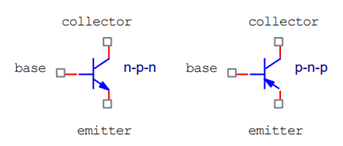 collector collector
base n-p-n base p-n-p
emitter emitter